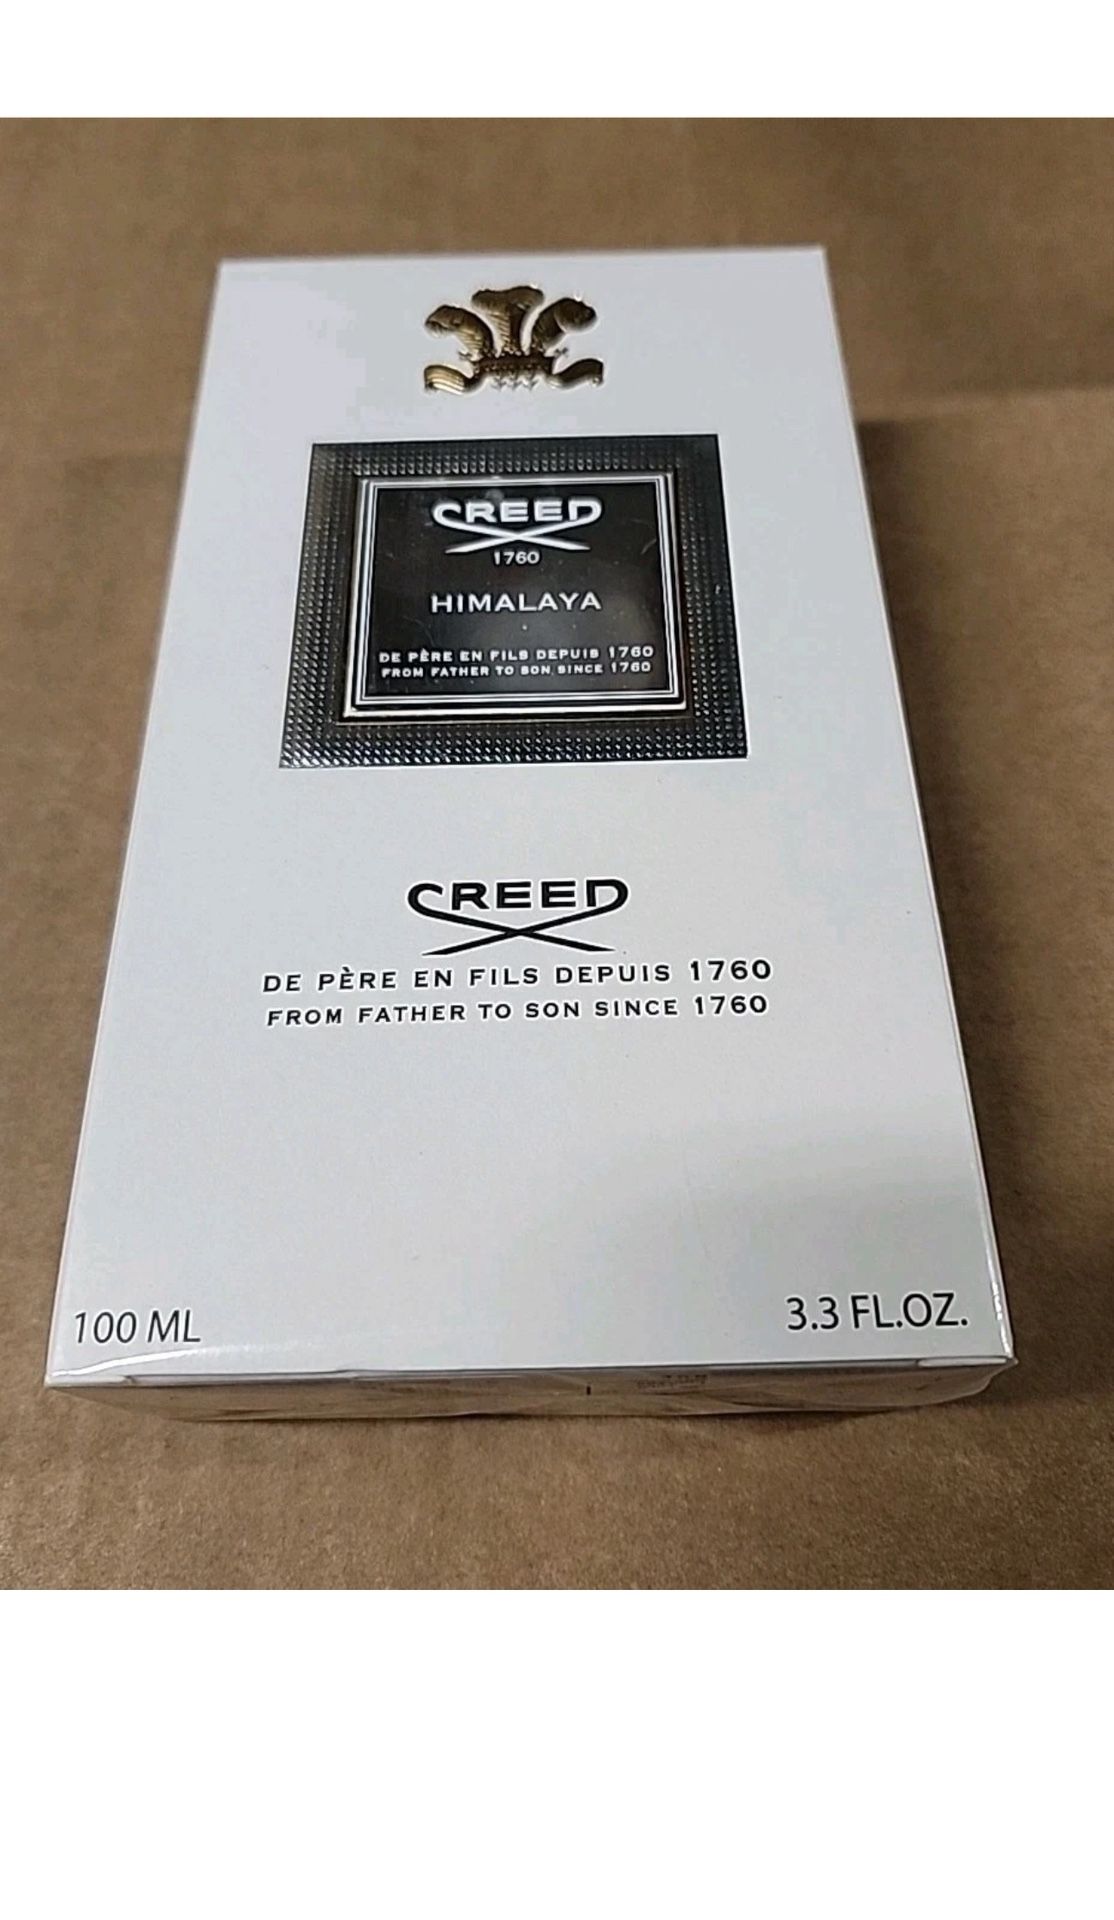 CREED
1760
HIMALAYA
DE PÈRE EN FILS DEPUIS 1760
FROM FATHER TO SON SINCE 1760
CREED
DE PÈRE EN FILS DEPUIS 1760
FROM FATHER TO SON SINCE 1760
100 ML
3.3 FL.OZ.